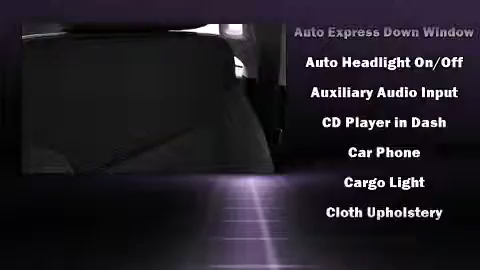 Auto Express Down Window
Auto Headlight On/Off
Auxiliary Audio Input
CD Player in Dash
Car Phone
Cargo Light
Cloth Upholstery